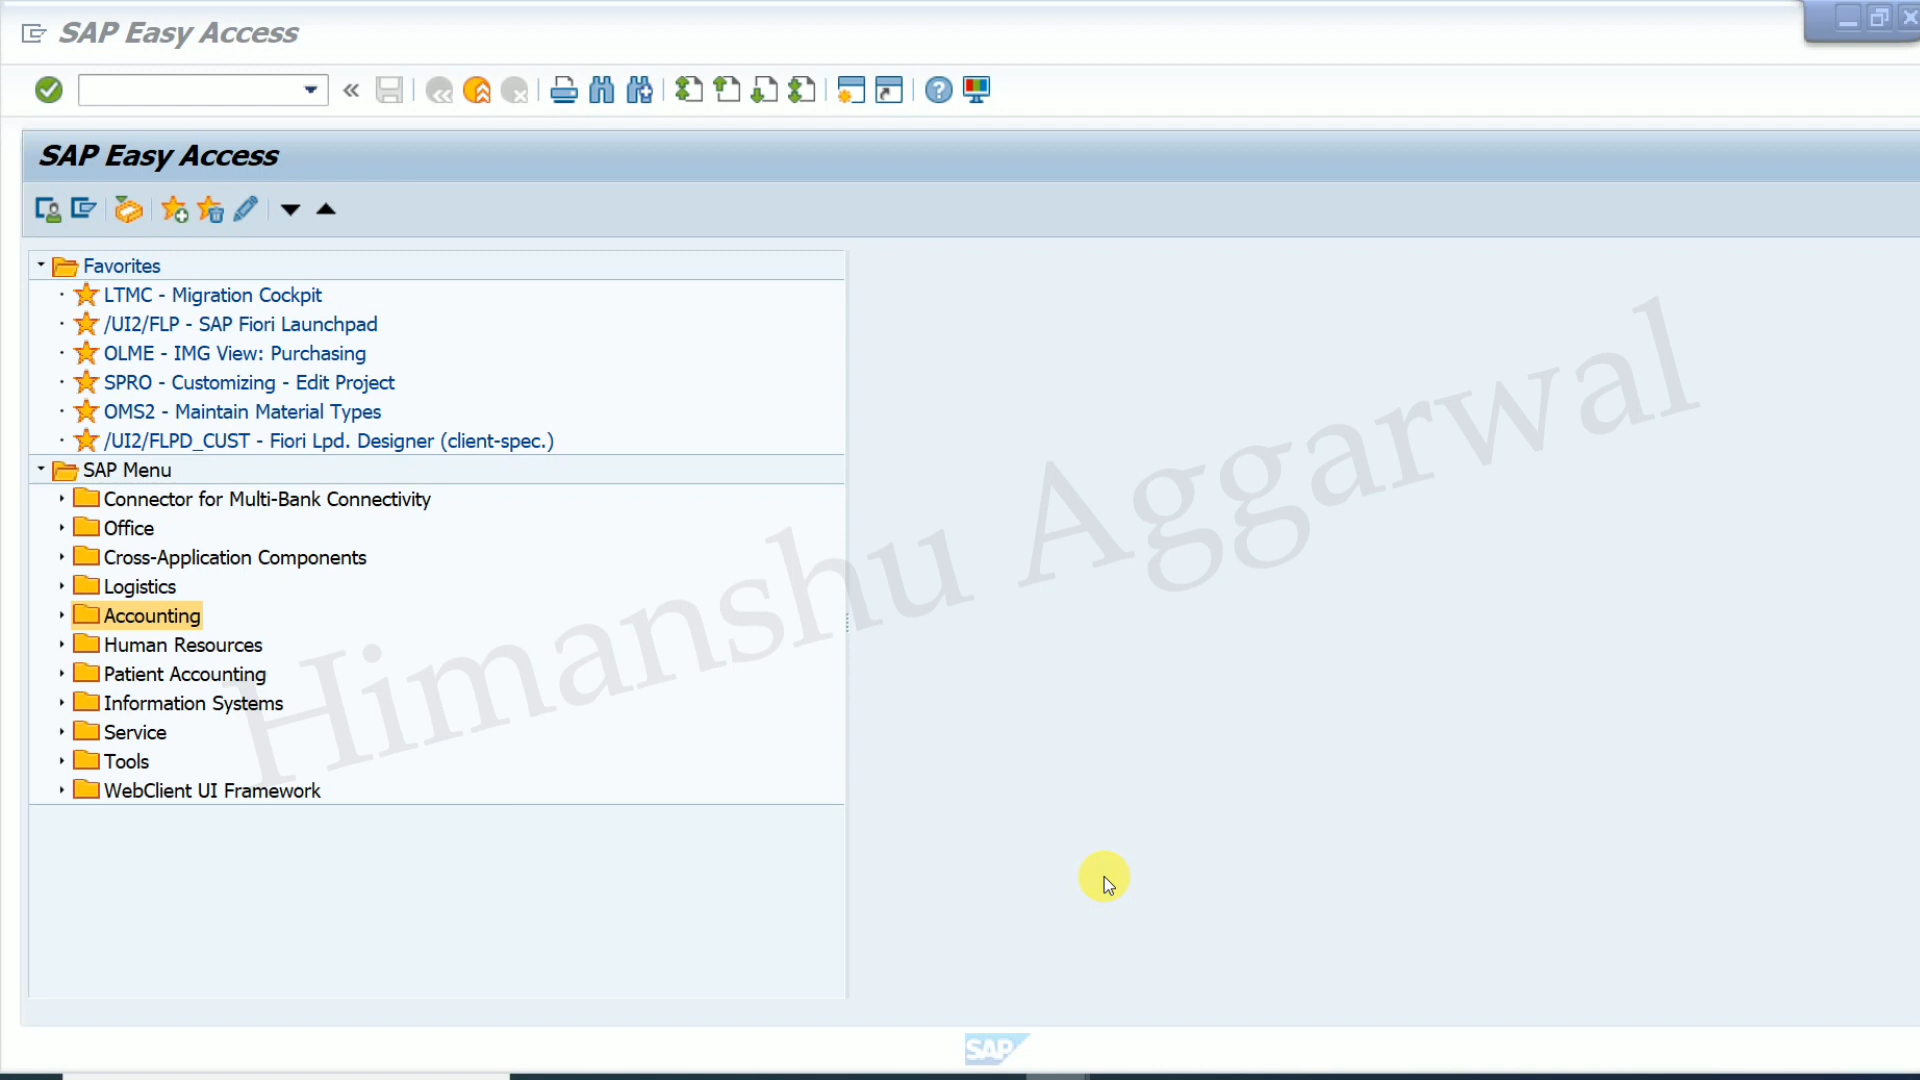 SAP Easy Access
SAP Easy Access
Favorites
LTMC - Migration Cockpit
/UI2/FLP - SAP Fiori Launchpad
OLME - IMG View: Purchasing
SPRO - Customizing - Edit Project
OMS2 - Maintain Material Types
/UI2/FLPD_CUST - Fiori Lpd. Designer (client-spec.)
SAP Menu
Connector for Multi-Bank Connectivity
Office
Cross-Application Components
Logistics
Accounting
Human Resources
Patient Accounting
Information Systems
Service
Tools
WebClient UI Framework
Himanshu Aggarwal
SAP